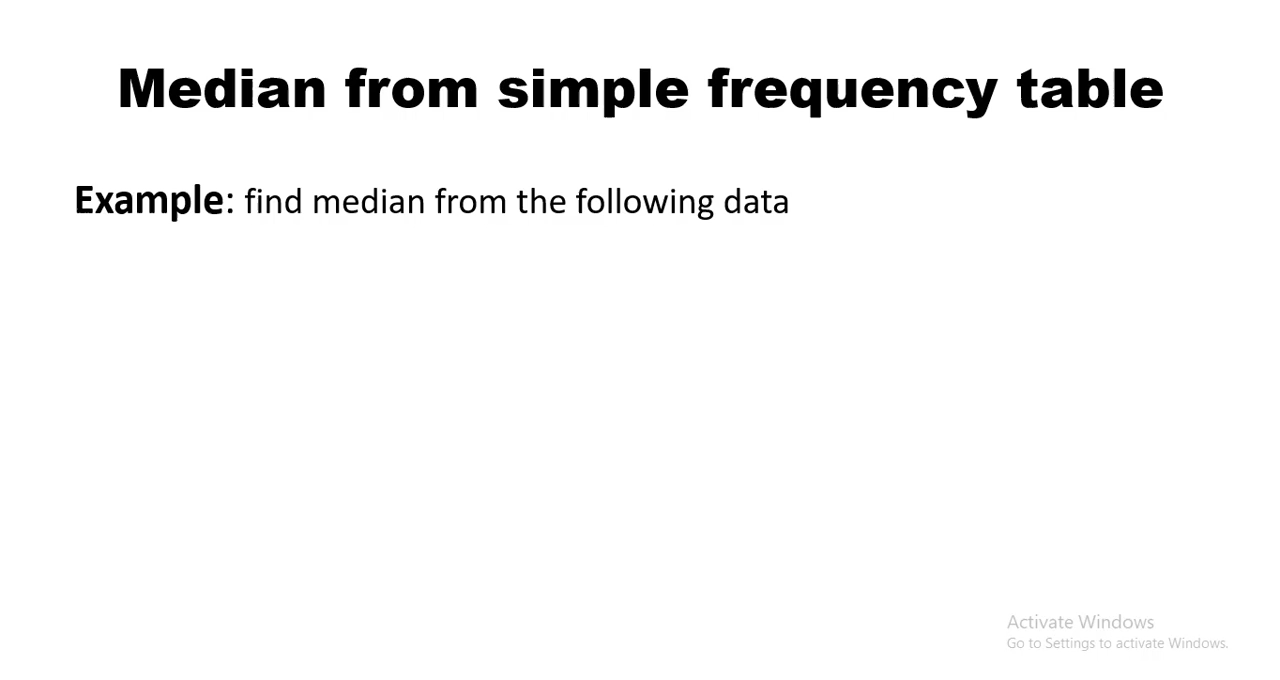 Median from simple frequency table
Example: find median from the following data
Activate Windows
Go to Settings to activate Windows.